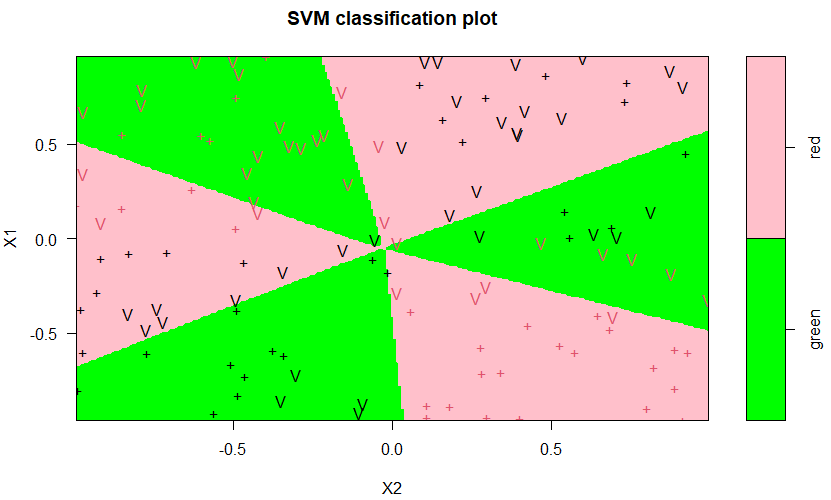 SVM classification plot
X1
0.5
0.0
-0.5
-0.5
0.0
0.5
X2
red
green